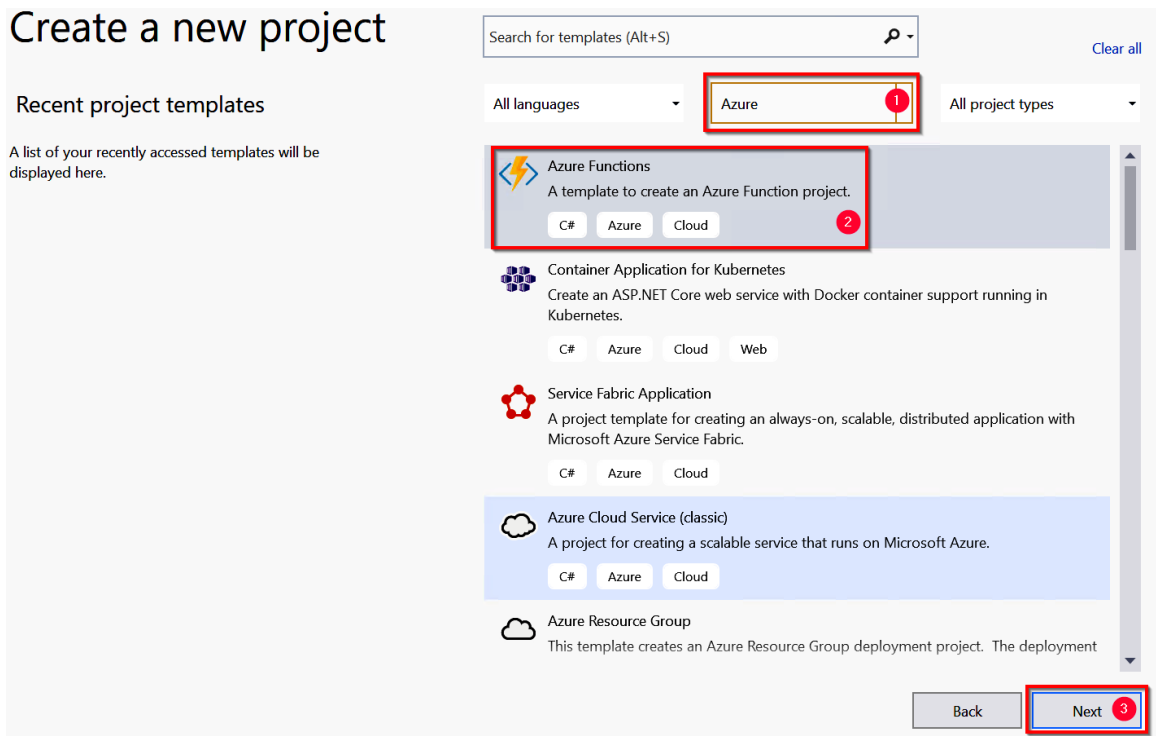 Create a new project
Search for templates (Alt+S)
Clear all
Recent project templates
All languages
Azure
1
All project types
A list of your recently accessed templates will be
displayed here.
Azure Functions
A template to create an Azure Function project.
C# Azure Cloud
2
Container Application for Kubernetes
Create an ASP.NET Core web service with Docker container support running in
Kubernetes.
C# Azure Cloud Web
Service Fabric Application
A project template for creating an always-on, scalable, distributed application with
Microsoft Azure Service Fabric.
C# Azure Cloud
Azure Cloud Service (classic)
A project for creating a scalable service that runs on Microsoft Azure.
C# Azure Cloud
Azure Resource Group
This template creates an Azure Resource Group deployment project. The deployment
Back
Next
3